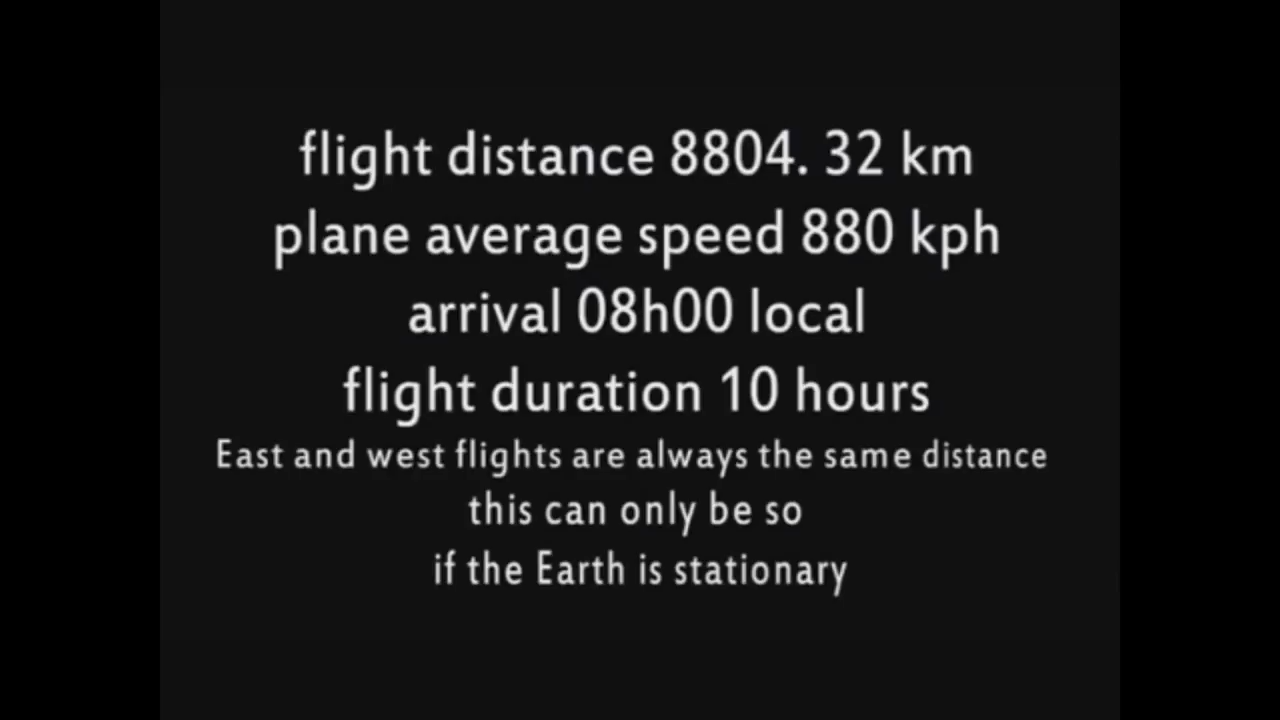 flight distance 8804. 32 km
plane average speed 880 kph
arrival 08h00 local
flight duration 10 hours
East and west flights are always the same distance
this can only be so
if the Earth is stationary